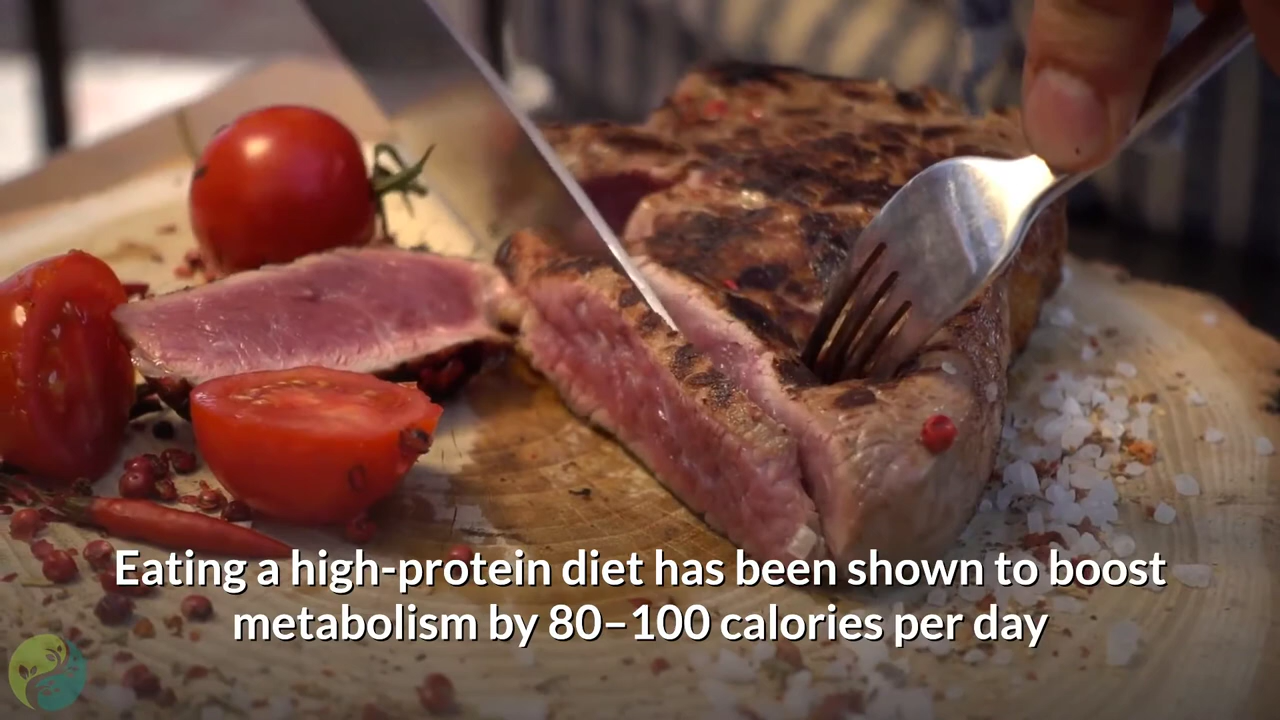 Eating a high-protein diet has been shown to boost
metabolism by 80–100 calories per day